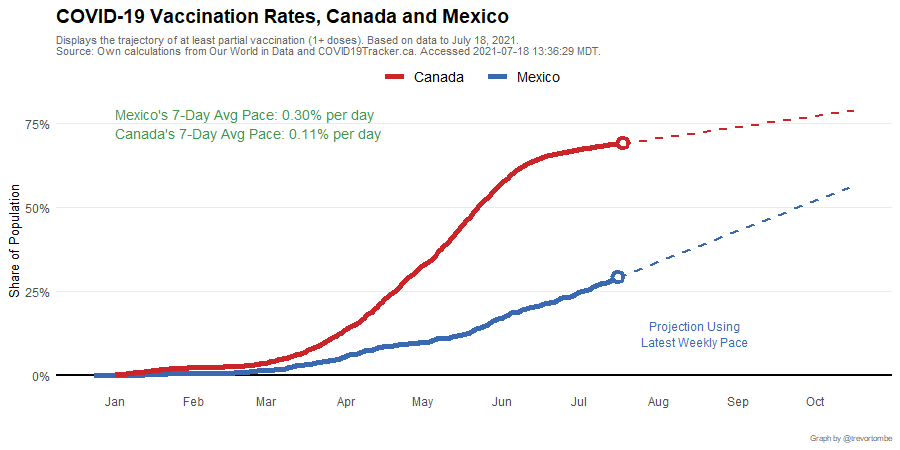 COVID-19 Vaccination Rates, Canada and Mexico
Displays the trajectory of at least partial vaccination (1+ doses). Based on data to July 18, 2021.
Source: Own calculations from Our World in Data and COVID19Tracker.ca. Accessed 2021-07-18 13:36:29 MDT.
Canada Mexico
Mexico's 7-Day Avg Pace: 0.30% per day
Canada's 7-Day Avg Pace: 0.11% per day
75%
50%
25%
0%
Share of Population
Projection Using
Latest Weekly Pace
Jan Feb Mar Apr May Jun Jul Aug Sep Oct
Graph by @trevortombe